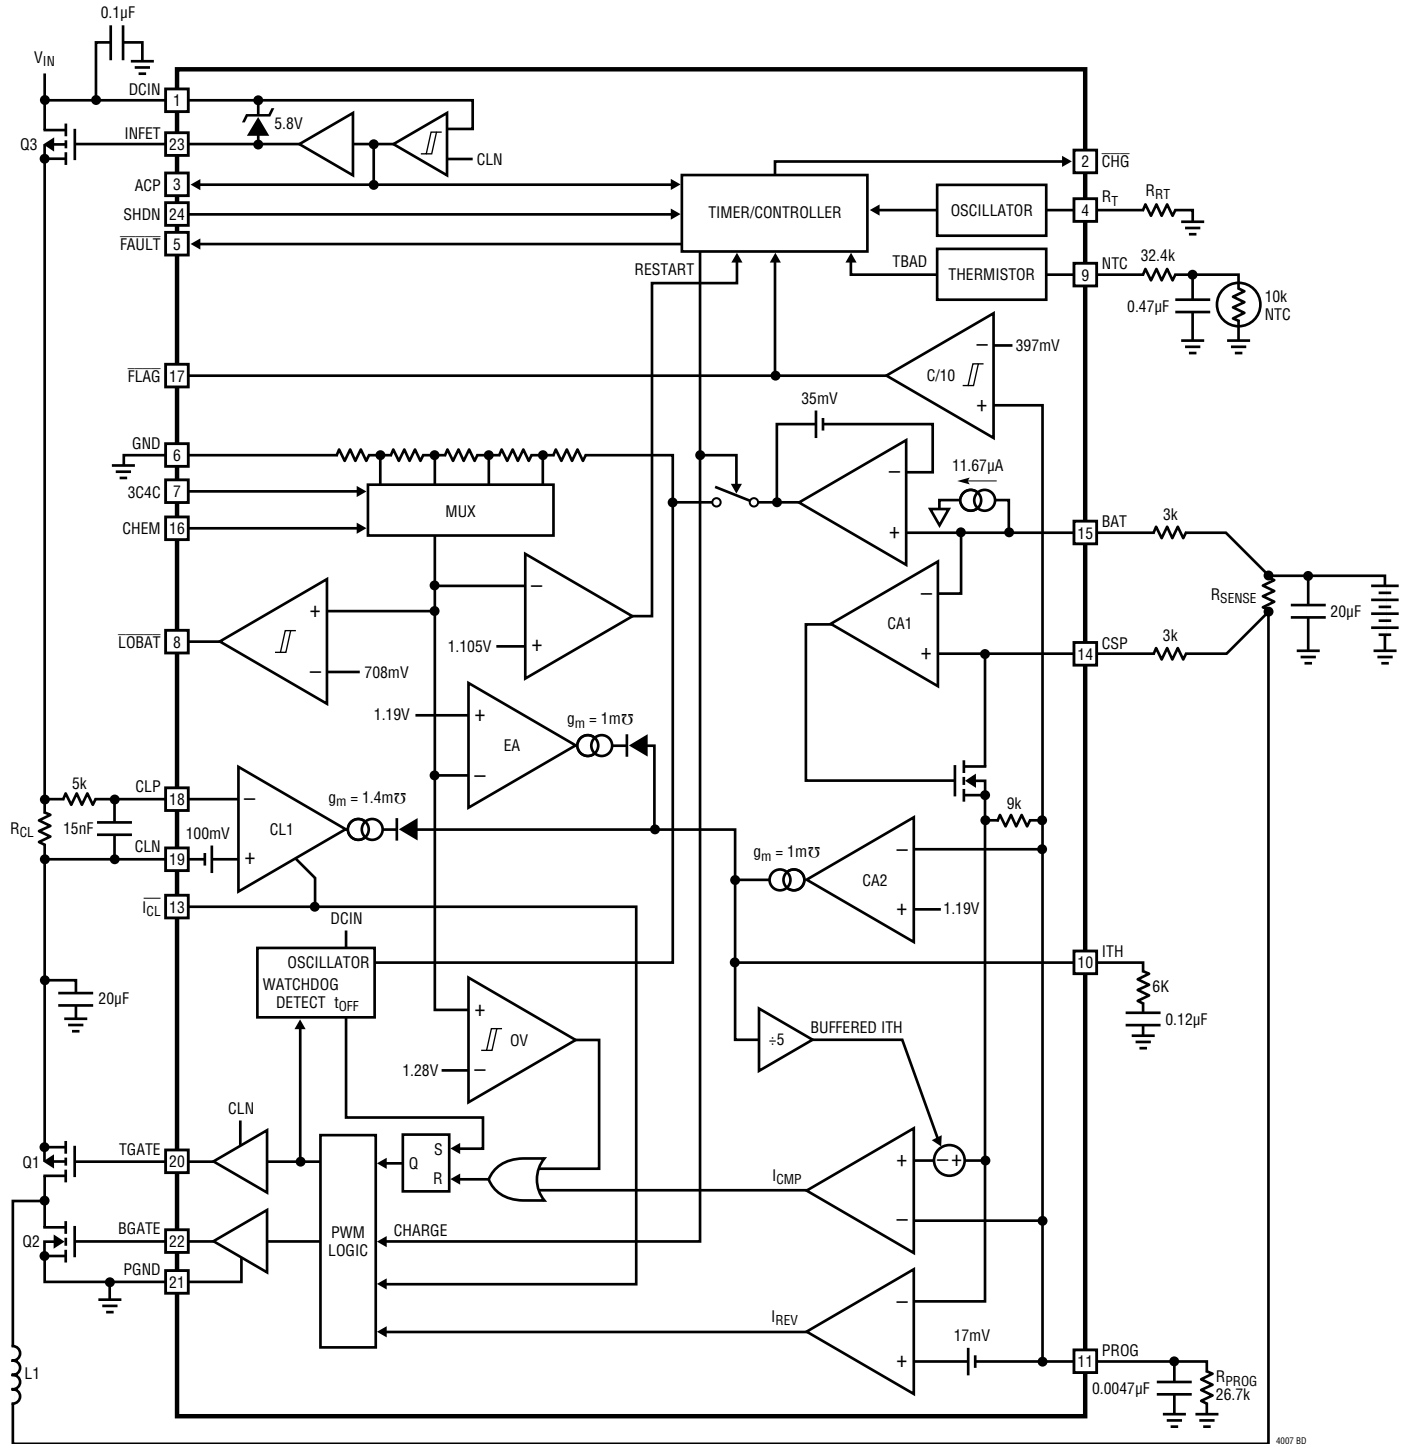 0.1µF
VIN
DCIN
1
5.8V
INFET
23
Q3
CLN
2
CHG
ACP
3
TIMER/CONTROLLER
OSCILLATOR
4
RT
RRT
SHDN
24
FAULT
5
RESTART
TBAD
THERMISTOR
9
NTC
32.4k
0.47µF
10k
NTC
397mV
FLAG
17
C/10
35mV
GND
6
11.67µA
3C4C
7
MUX
CHEM
16
15
BAT
3k
RSENSE
20µF
CA1
LOBAT
8
1.105V
708mV
14
CSP
3k
1.19V
EA
gm = 1m℧
5k
CLP
18
gm = 1.4m℧
9k
RCL
15nF
CLN
19
100mV
CL1
gm = 1m℧
CA2
1.19V
ICL
13
DCIN
OSCILLATOR
WATCHDOG
DETECT tOFF
10
ITH
6K
0.12µF
20µF
OV
1.28V
÷5
BUFFERED ITH
CLN
TGATE
20
Q1
S
Q
R
ICMP
BGATE
22
Q2
PWM
LOGIC
CHARGE
PGND
21
IREV
17mV
11
PROG
L1
0.0047µF
RPROG
26.7k
4007 BD